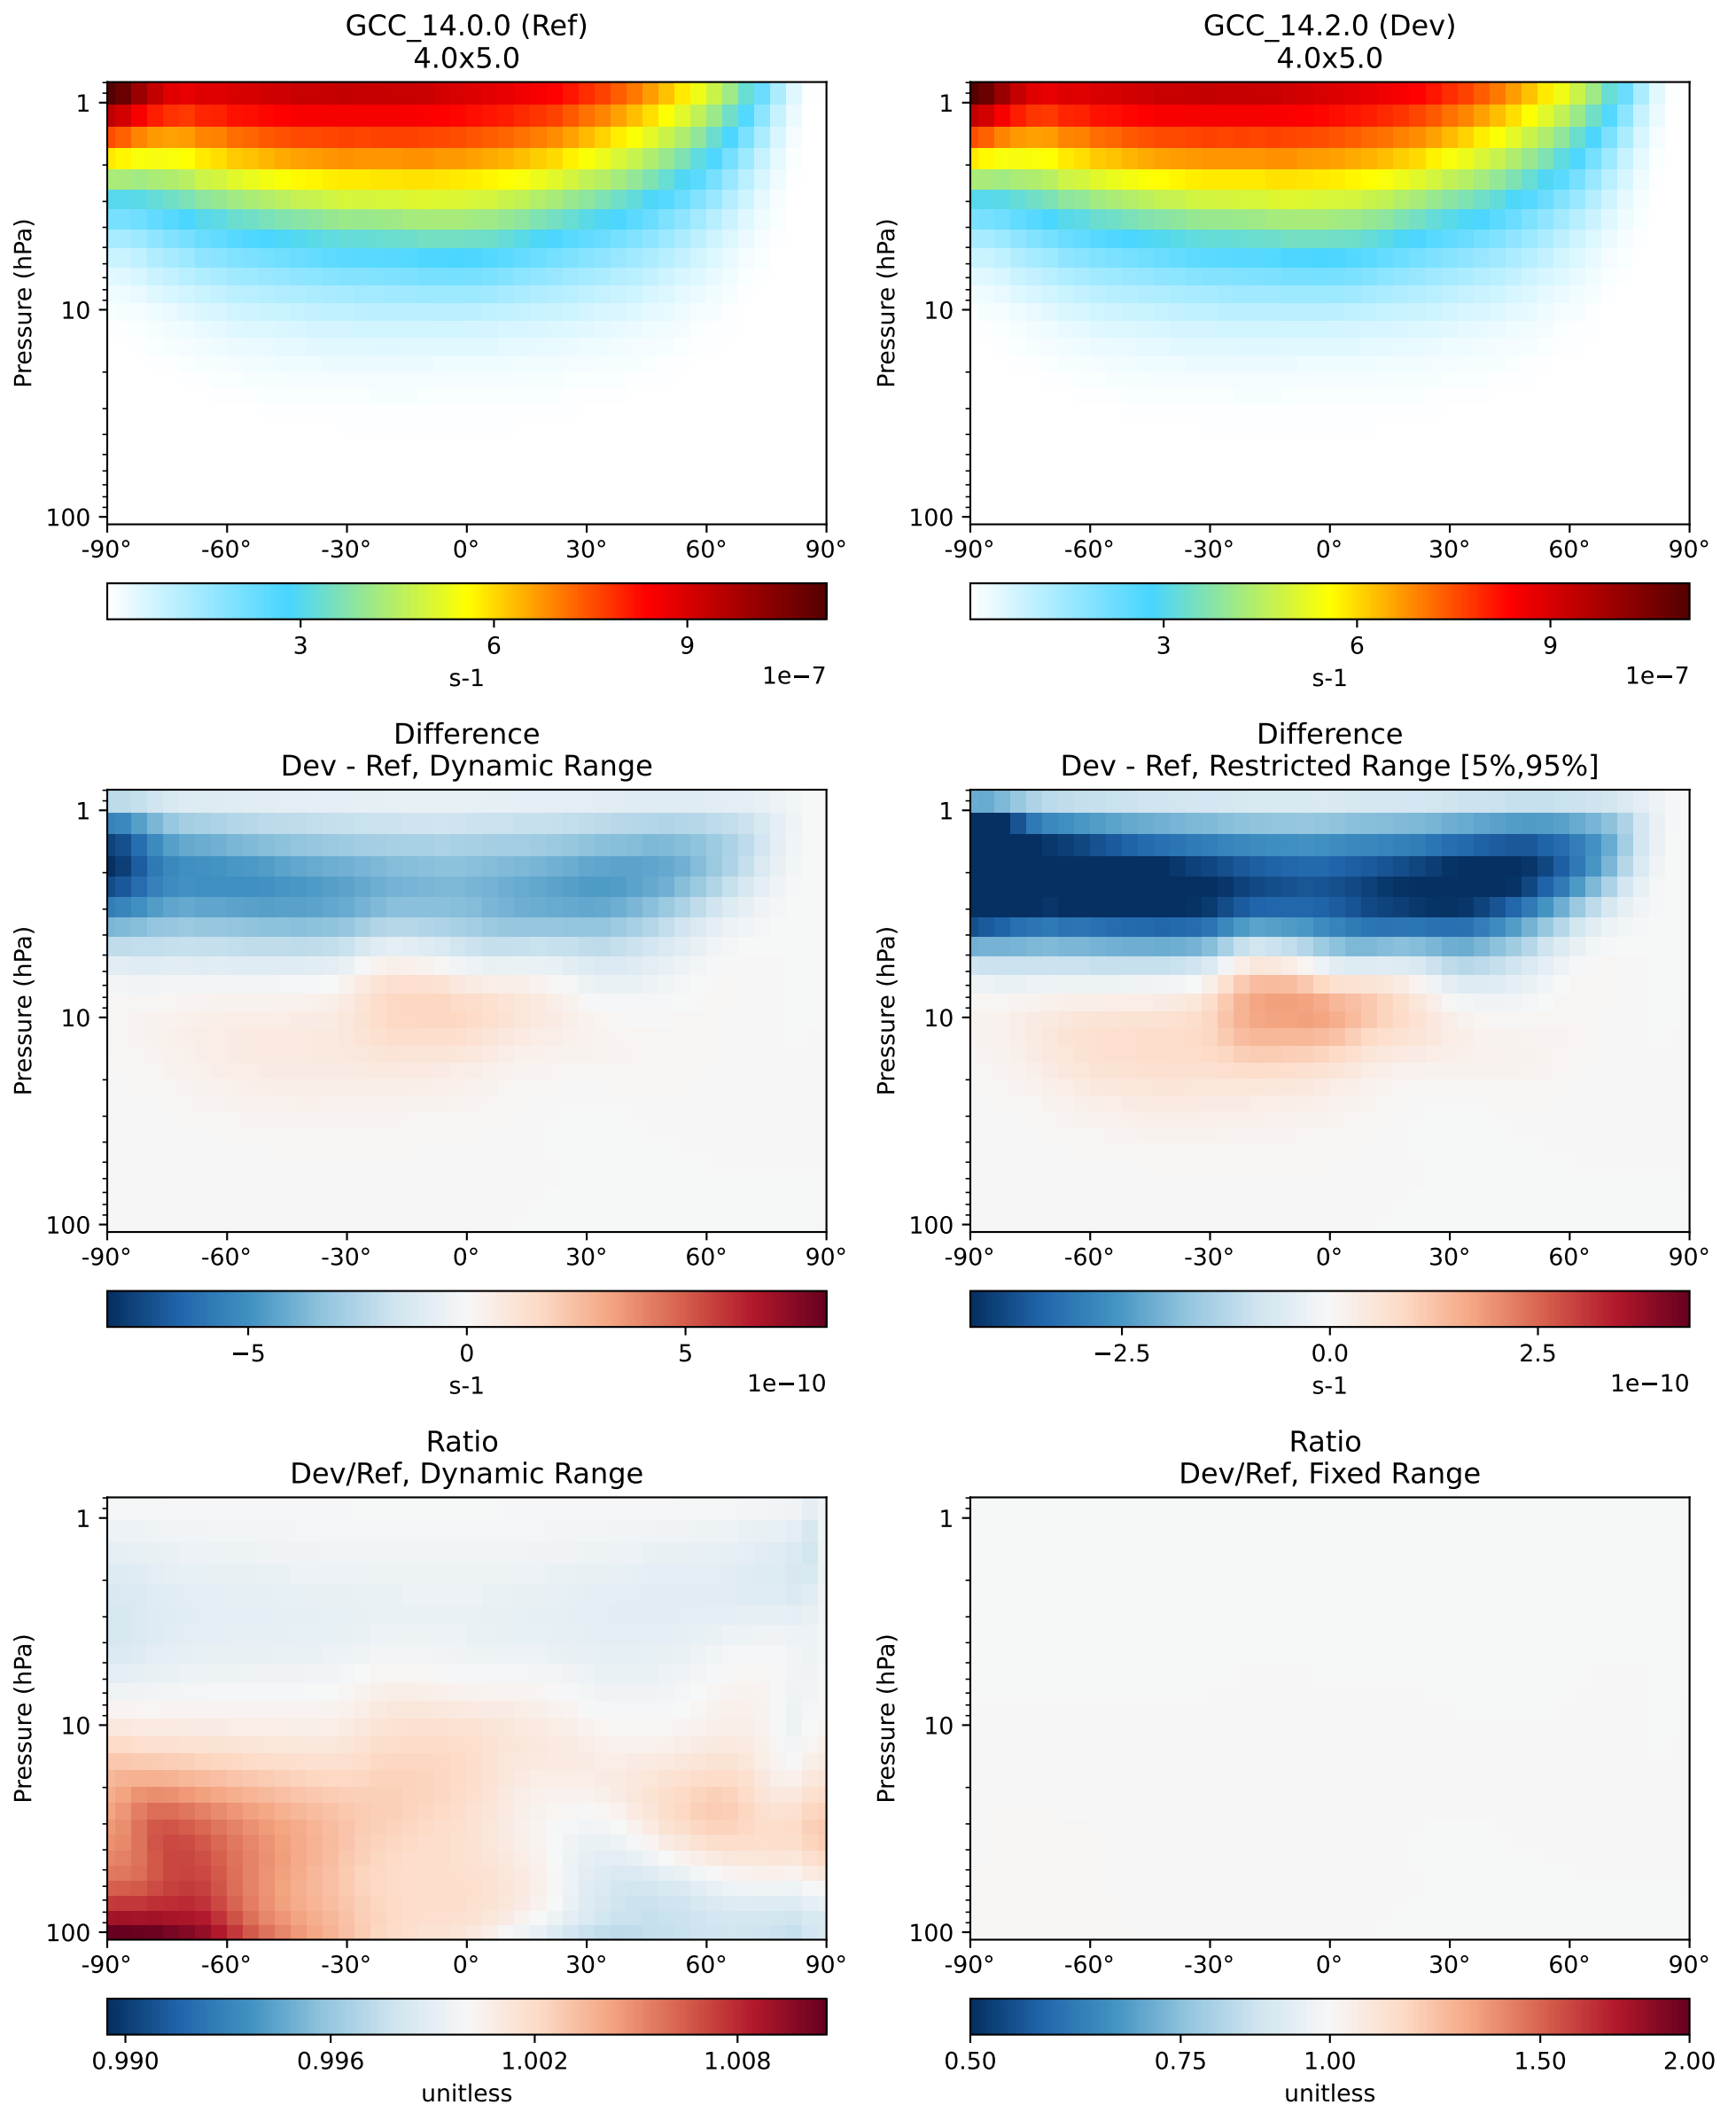 GCC_14.0.0 (Ref)
4.0x5.0
Pressure (hPa)
1
10
100
-90° -60° -30° 0° 30° 60° 90°
3 6 9
s-1
1e−7
GCC_14.2.0 (Dev)
4.0x5.0
Pressure (hPa)
1
10
100
-90° -60° -30° 0° 30° 60° 90°
3 6 9
s-1
1e−7
Difference
Dev - Ref, Dynamic Range
Pressure (hPa)
1
10
100
-90° -60° -30° 0° 30° 60° 90°
−5 0 5
s-1
1e−10
Difference
Dev - Ref, Restricted Range [5%,95%]
Pressure (hPa)
1
10
100
-90° -60° -30° 0° 30° 60° 90°
−2.5 0.0 2.5
s-1
1e−10
Ratio
Dev/Ref, Dynamic Range
Pressure (hPa)
1
10
100
-90° -60° -30° 0° 30° 60° 90°
0.990 0.996 1.002 1.008
unitless
Ratio
Dev/Ref, Fixed Range
Pressure (hPa)
1
10
100
-90° -60° -30° 0° 30° 60° 90°
0.50 0.75 1.00 1.50 2.00
unitless